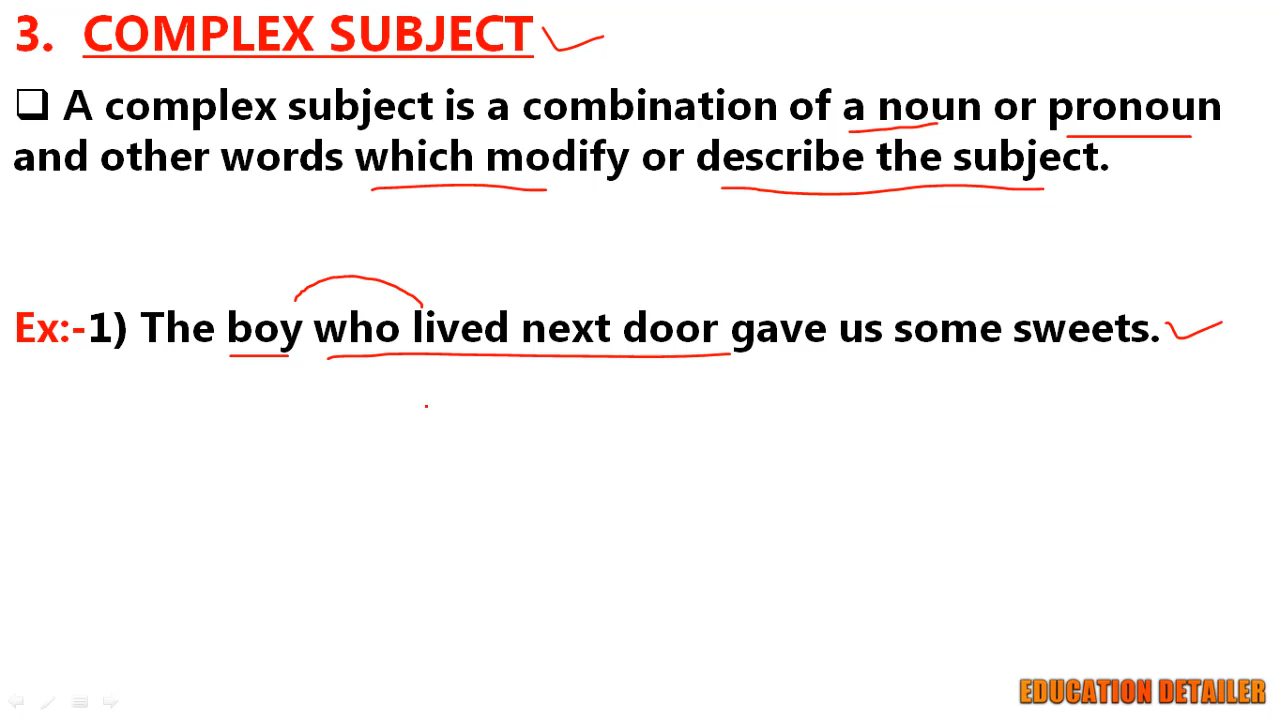 3. COMPLEX SUBJECT
❑ A complex subject is a combination of a noun or pronoun
and other words which modify or describe the subject.
Ex:-1) The boy who lived next door gave us some sweets.
EDUCATION DETAILER